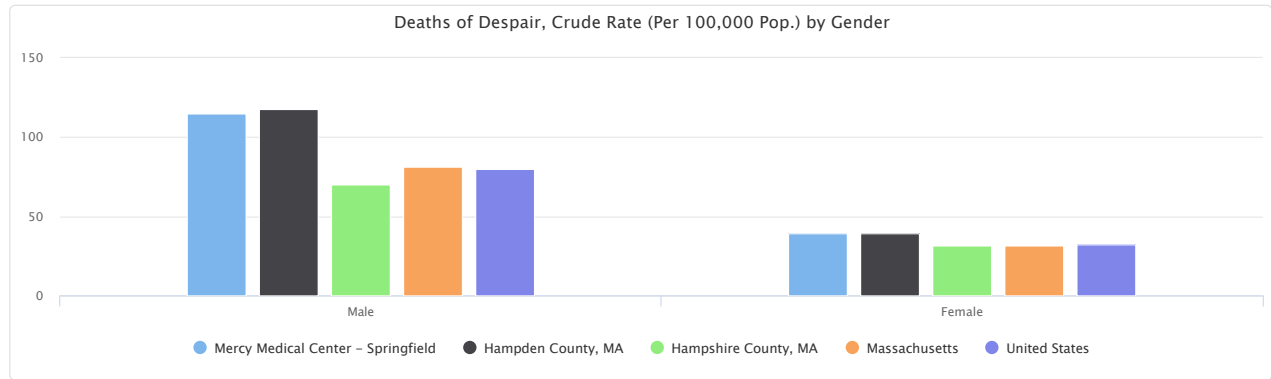 Deaths of Despair, Crude Rate (Per 100,000 Pop.) by Gender
150
100
50
0
Male
Female
Mercy Medical Center – Springfield
Hampden County, MA
Hampshire County, MA
Massachusetts
United States